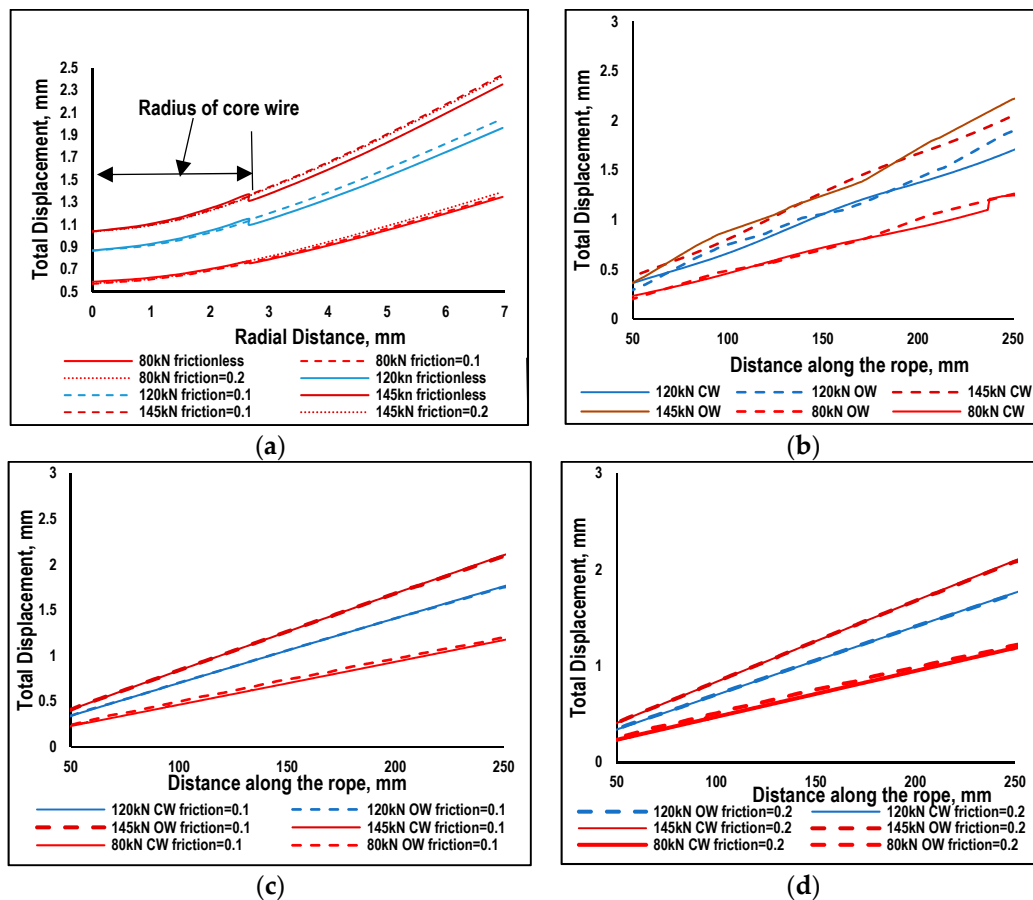 2.5
2.3
2.1
1.9
1.7
1.5
1.3
1.1
0.9
0.7
0.5
Total Displacement, mm
Radius of core wire
0 1 2 3 4 5 6 7
Radial Distance, mm
80kN frictionless 80kN friction=0.1
80kN friction=0.2 120kn frictionless
120kN friction=0.1 145kn frictionless
145kN friction=0.1 145kN friction=0.2
(a)
3
2.5
2
1.5
1
0.5
0
Total Displacement, mm
50 100 150 200 250
Distance along the rope, mm
120kN CW 120kN OW 145kN CW
145kN OW 80kN OW 80kN CW
(b)
3
2.5
2
1.5
1
0.5
0
Total Displacement, mm
50 100 150 200 250
Distance along the rope, mm
120kN CW friction=0.1 120kN OW friction=0.1
145kN OW friction=0.1 145kN CW friction=0.1
80kN CW friction=0.1 80kN OW friction=0.1
(c)
3
2
1
0
Total Displacement, mm
50 100 150 200 250
Distance along the rope, mm
120kN OW friction=0.2 120kN CW friction=0.2
145kN CW friction=0.2 145kN OW friction=0.2
80kN CW friction=0.2 80kN OW friction=0.2
(d)